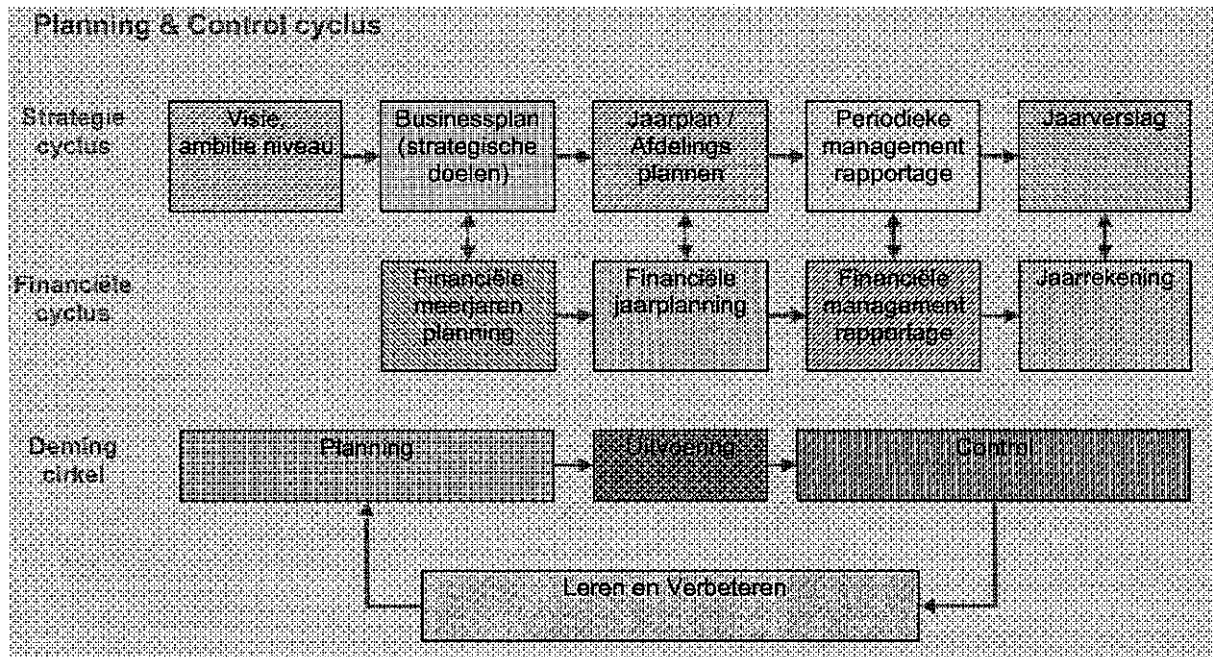 Planning & Control cyclus
Strategie
cyclus
Visie,
ambitie niveau
Businessplan
(strategische
doelen)
Jaarplan /
Afdelings
plannen
Periodieke
management
rapportage
Jaarverslag
Financiële
cyclus
Financiële
meerjaren
planning
Financiële
jaarplanning
Financiële
management
rapportage
Jaarrekening
Deming
cirkel
Planning
Uitvoering
Control
Leren en Verbeteren